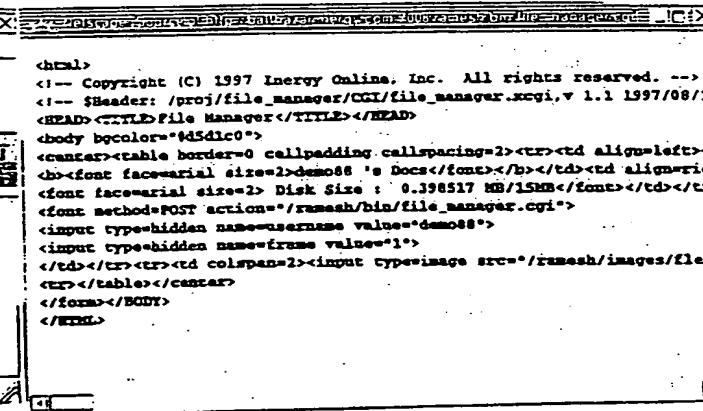 <html>
<!-- Copyright (C) 1997 Inergy Online, Inc. All rights reserved. -->
<!-- $Header: /proj/file_manager/CGI/file_manager.xcgi,v 1.1 1997/08/1
<HEAD><TITLE>File Manager</TITLE></HEAD>
<body bgcolor="#d5d1c0">
<center><table border=0 cellpadding cellspacing=2><tr><td align=left>
<b><font face=arial size=2>demo88 's Docs</font></b></td><td align=ri
<font face=arial size=2> Disk Size : 0.398517 MB/15MB</font></td></t
<form method=POST action="/ramesh/bin/file_manager.cgi">
<input type=hidden name=username value="demo88">
<input type=hidden name=frame value="1">
</td></tr><tr><td colspan=2><input type=image src="/ramesh/images/fle
<tr></table></center>
</form></BODY>
</HTML>